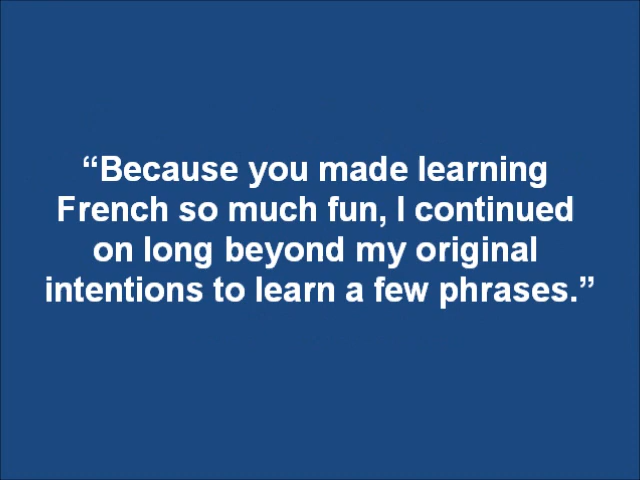 “Because you made learning
French so much fun, I continued
on long beyond my original
intentions to learn a few phrases.”